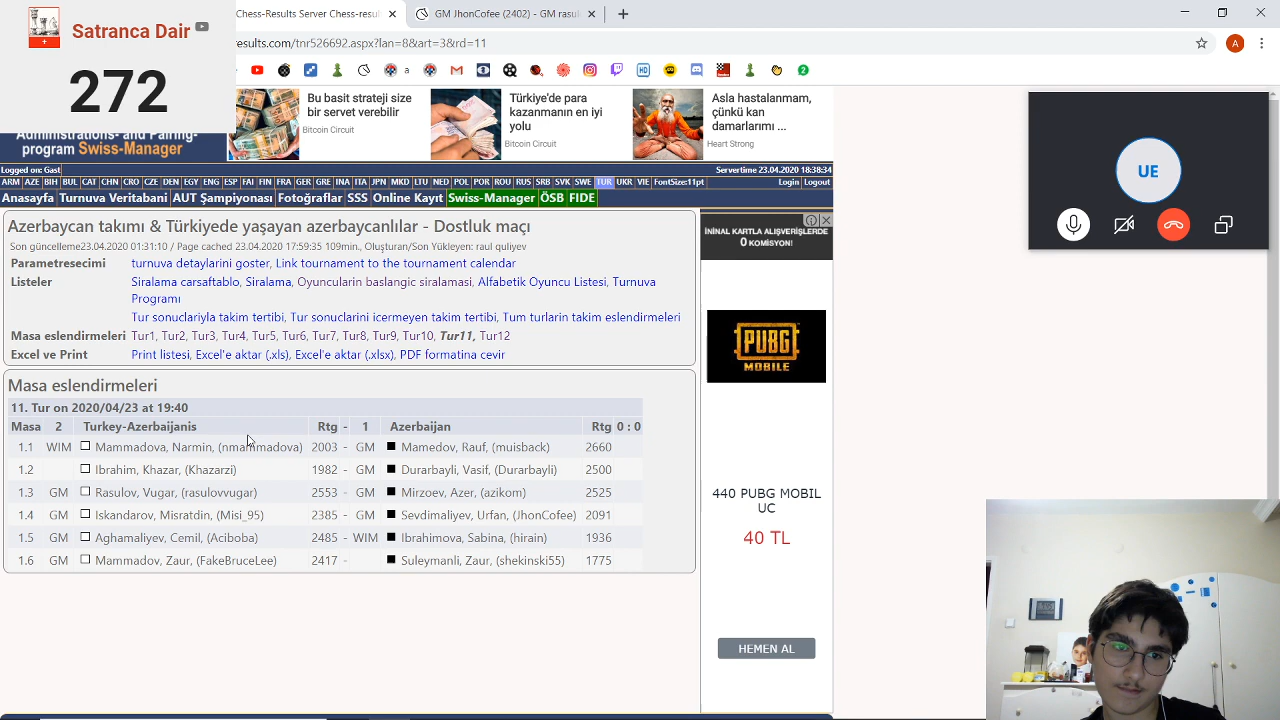 Satranca Dair
272
Chess-Results Server Chess-resul
GM JhonCofee (2402) - GM rasul
esults.com/tnr526692.aspx?lan=8&art=3&rd=11
A
a
HD
2
Administrations- and Pairing-
program Swiss-Manager
Bu basit strateji size
bir servet verebilir
Bitcoin Circuit
Türkiye'de para
kazanmanın en iyi
yolu
Bitcoin Circuit
Asla hastalanmam,
çünkü kan
damarlarımı ...
Heart Strong
UE
Logged on: Gast
Servertime 23.04.2020 18:38:34
ARM AZE BIH BUL CAT CHN CRO CZE DEN EGY ENG ESP FAI FIN FRA GER GRE INA ITA JPN MKD LTU NED POL POR ROU RUS SRB SVK SWE TUR UKR VIE FontSize:11pt
Login Logout
Anasayfa Turnuva Veritabani AUT Şampiyonası Fotoğraflar SSS Online Kayıt Swiss-Manager ÖSB FIDE
Azerbaycan takımı & Türkiyede yaşayan azerbaycanlılar - Dostluk maçı
Son güncelleme23.04.2020 01:31:10 / Page cached 23.04.2020 17:59:35 109min., Oluşturan/Son Yükleyen: raul quliyev
Parametresecimi turnuva detaylarini goster, Link tournament to the tournament calendar
Listeler Siralama carsaftablo, Siralama, Oyuncularin baslangic siralamasi, Alfabetik Oyuncu Listesi, Turnuva
Programı
Tur sonuclariyla takim tertibi, Tur sonuclarini icermeyen takim tertibi, Tum turlarin takim eslendirmeleri
Masa eslendirmeleri Tur1, Tur2, Tur3, Tur4, Tur5, Tur6, Tur7, Tur8, Tur9, Tur10, Tur11, Tur12
Excel ve Print Print listesi, Excel'e aktar (.xls), Excel'e aktar (.xlsx), PDF formatina cevir
Masa eslendirmeleri
11. Tur on 2020/04/23 at 19:40
Masa 2 Turkey-Azerbaijanis Rtg - 1 Azerbaijan Rtg 0 : 0
1.1 WIM Mammadova, Narmin, (nmammadova) 2003 - GM Mamedov, Rauf, (muisback) 2660
1.2 Ibrahim, Khazar, (Khazarzi) 1982 - GM Durarbayli, Vasif, (Durarbayli) 2500
1.3 GM Rasulov, Vugar, (rasulovvugar) 2553 - GM Mirzoev, Azer, (azikom) 2525
1.4 GM Iskandarov, Misratdin, (Misi_95) 2385 - GM Sevdimaliyev, Urfan, (JhonCofee) 2091
1.5 GM Aghamaliyev, Cemil, (Aciboba) 2485 - WIM Ibrahimova, Sabina, (hirain) 1936
1.6 GM Mammadov, Zaur, (FakeBruceLee) 2417 - Suleymanli, Zaur, (shekinski55) 1775
İNİNAL KARTLA ALIŞVERİŞLERDE
0 KOMİSYON!
PUBG
MOBILE
440 PUBG MOBIL
UC
40 TL
HEMEN AL